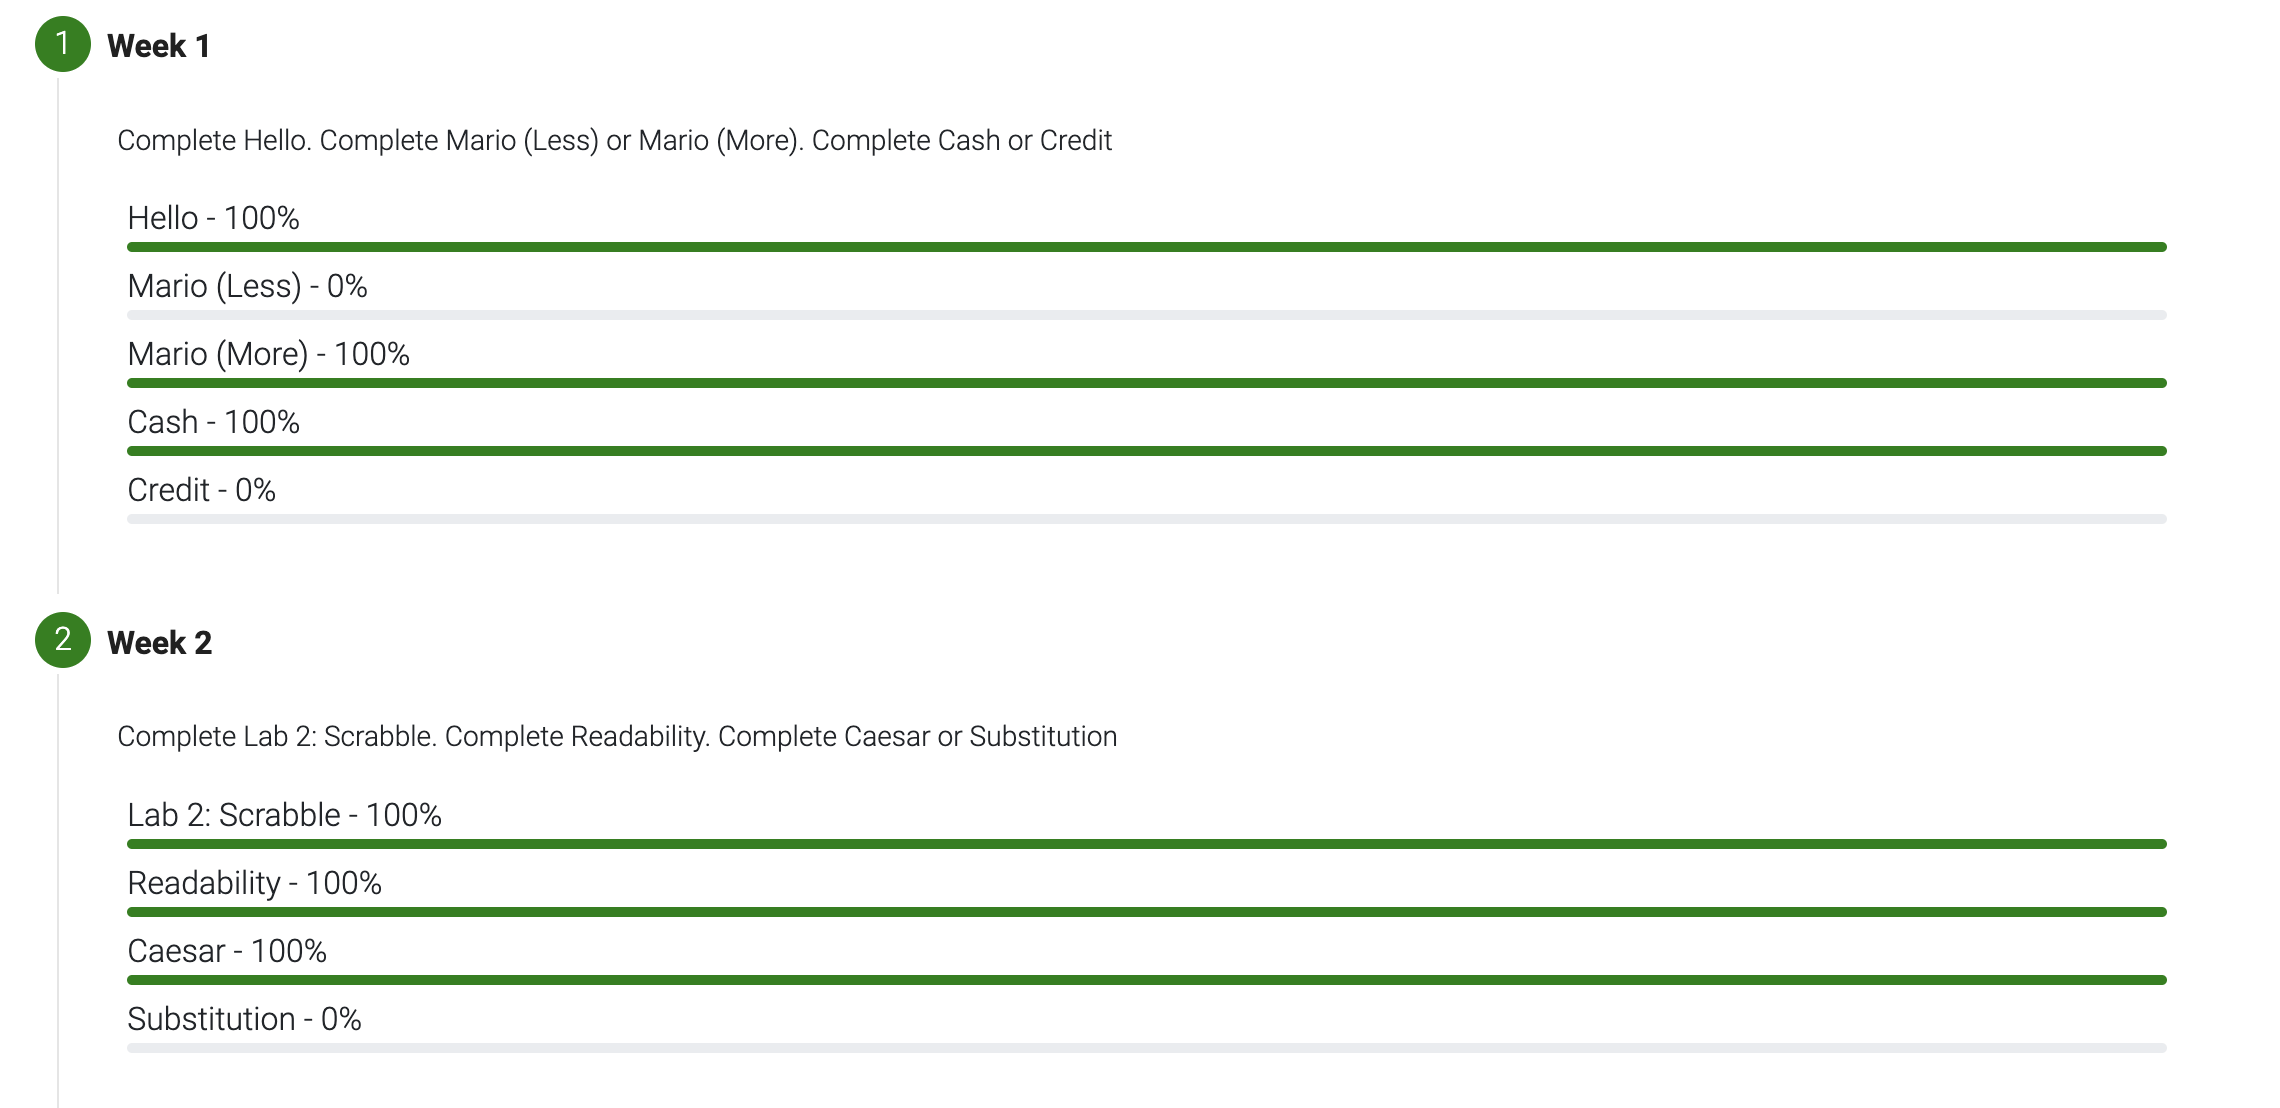 1
Week 1
Complete Hello. Complete Mario (Less) or Mario (More). Complete Cash or Credit
Hello - 100%
Mario (Less) - 0%
Mario (More) - 100%
Cash - 100%
Credit - 0%
2
Week 2
Complete Lab 2: Scrabble. Complete Readability. Complete Caesar or Substitution
Lab 2: Scrabble - 100%
Readability - 100%
Caesar - 100%
Substitution - 0%